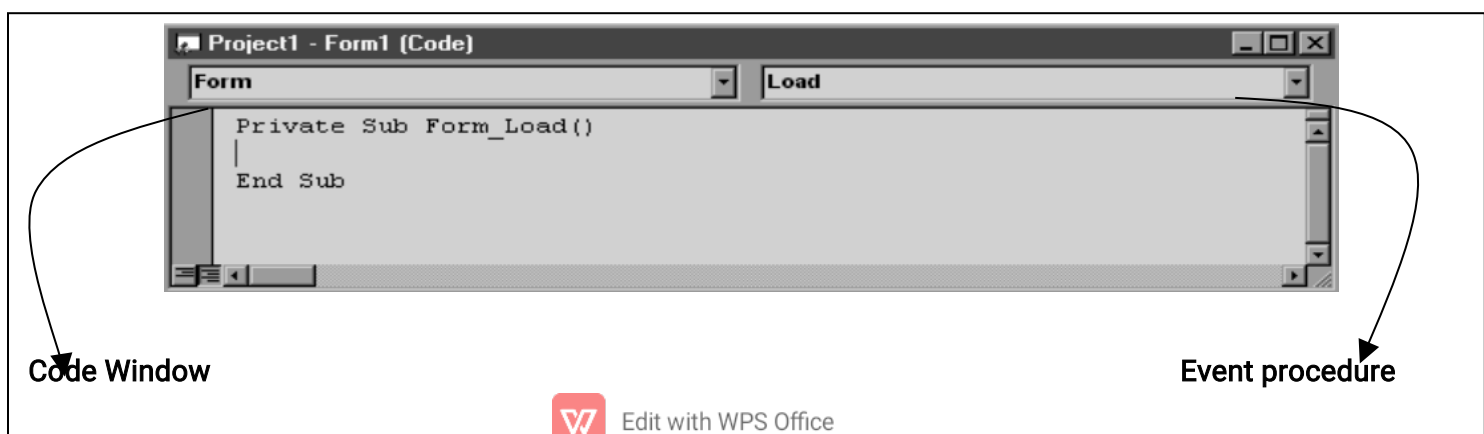 Project1 - Form1 (Code)
Form Load
Private Sub Form_Load()
End Sub
Code Window Event procedure
Edit with WPS Office